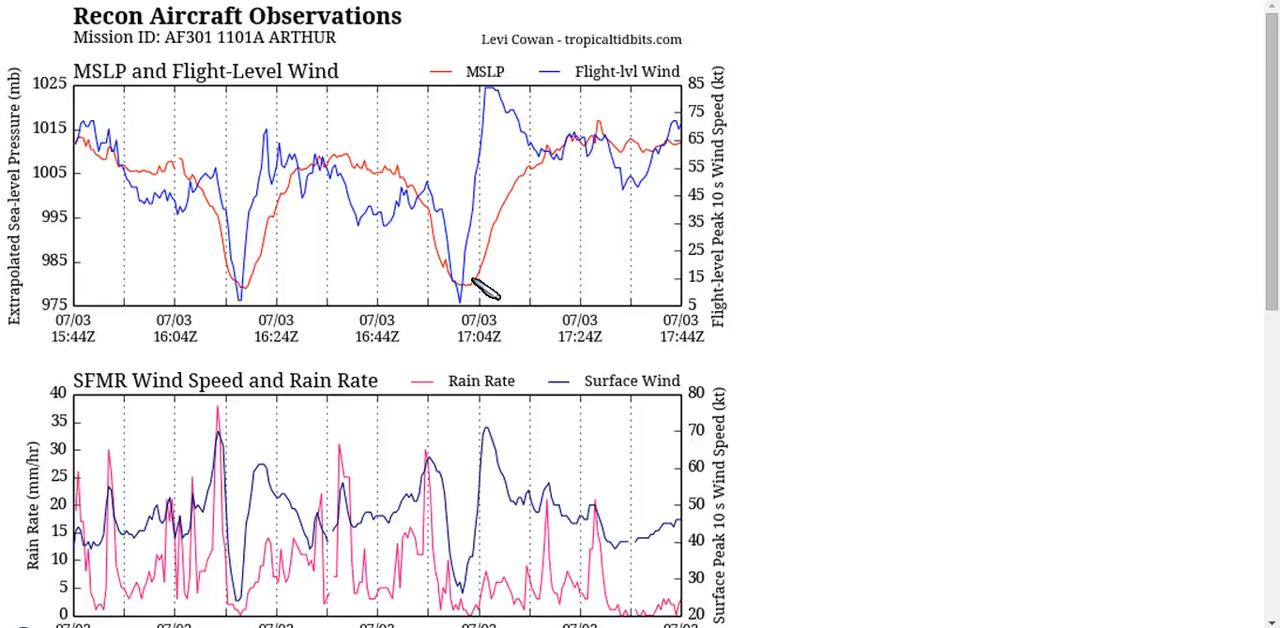 Recon Aircraft Observations
Mission ID: AF301 1101A ARTHUR
Levi Cowan - tropicaltidbits.com
MSLP and Flight-Level Wind
MSLP
Flight-lvl Wind
Extrapolated Sea-level Pressure (mb)
1025
1015
1005
995
985
975
85
75
65
55
45
35
25
15
5
Flight-level Peak 10 s Wind Speed (kt)
07/03 07/03 07/03 07/03 07/03 07/03 07/03
15:44Z 16:04Z 16:24Z 16:44Z 17:04Z 17:24Z 17:44Z
SFMR Wind Speed and Rain Rate
Rain Rate
Surface Wind
Rain Rate (mm/hr)
40
35
30
25
20
15
10
5
0
80
70
60
50
40
30
20
Surface Peak 10 s Wind Speed (kt)